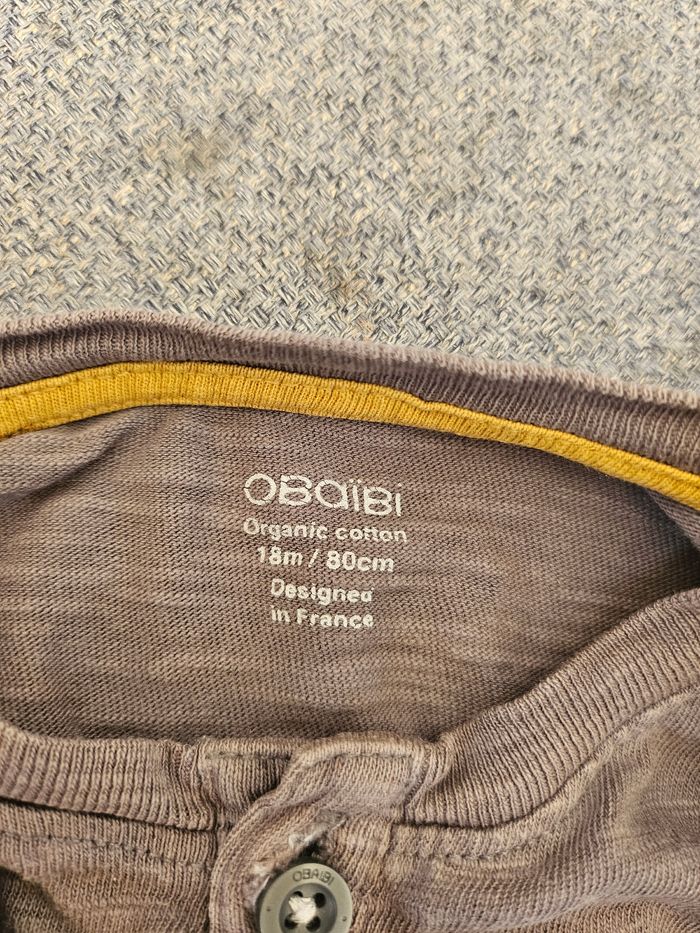 OBaïBi
Organic cotton
18m / 80cm
Designed
in France
OBAIBI